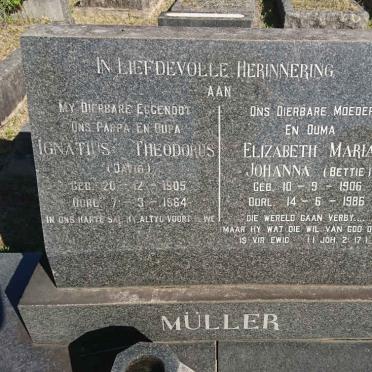 IN LIEFDEVOLLE HERINNERING
AAN
MY DIERBARE EGGENOOT
ONS PAPPA EN OUPA
IGNATIUS THEODORUS
(DAVIE)
GEB. 20-12-1905
OORL. 7-3-1964
IN ONS HARTE SAL HY ALTYD VOORT LEWE
ONS DIERBARE MOEDER
EN OUMA
ELIZABETH MARIA
JOHANNA (BETTIE)
GEB. 10-9-1906
OORL. 14-6-1986
DIE WERELD GAAN VERBY....
MAAR HY WAT DIE WIL VAN GOD D
IS VIR EWIG (1 JOH 2:17)
MÜLLER